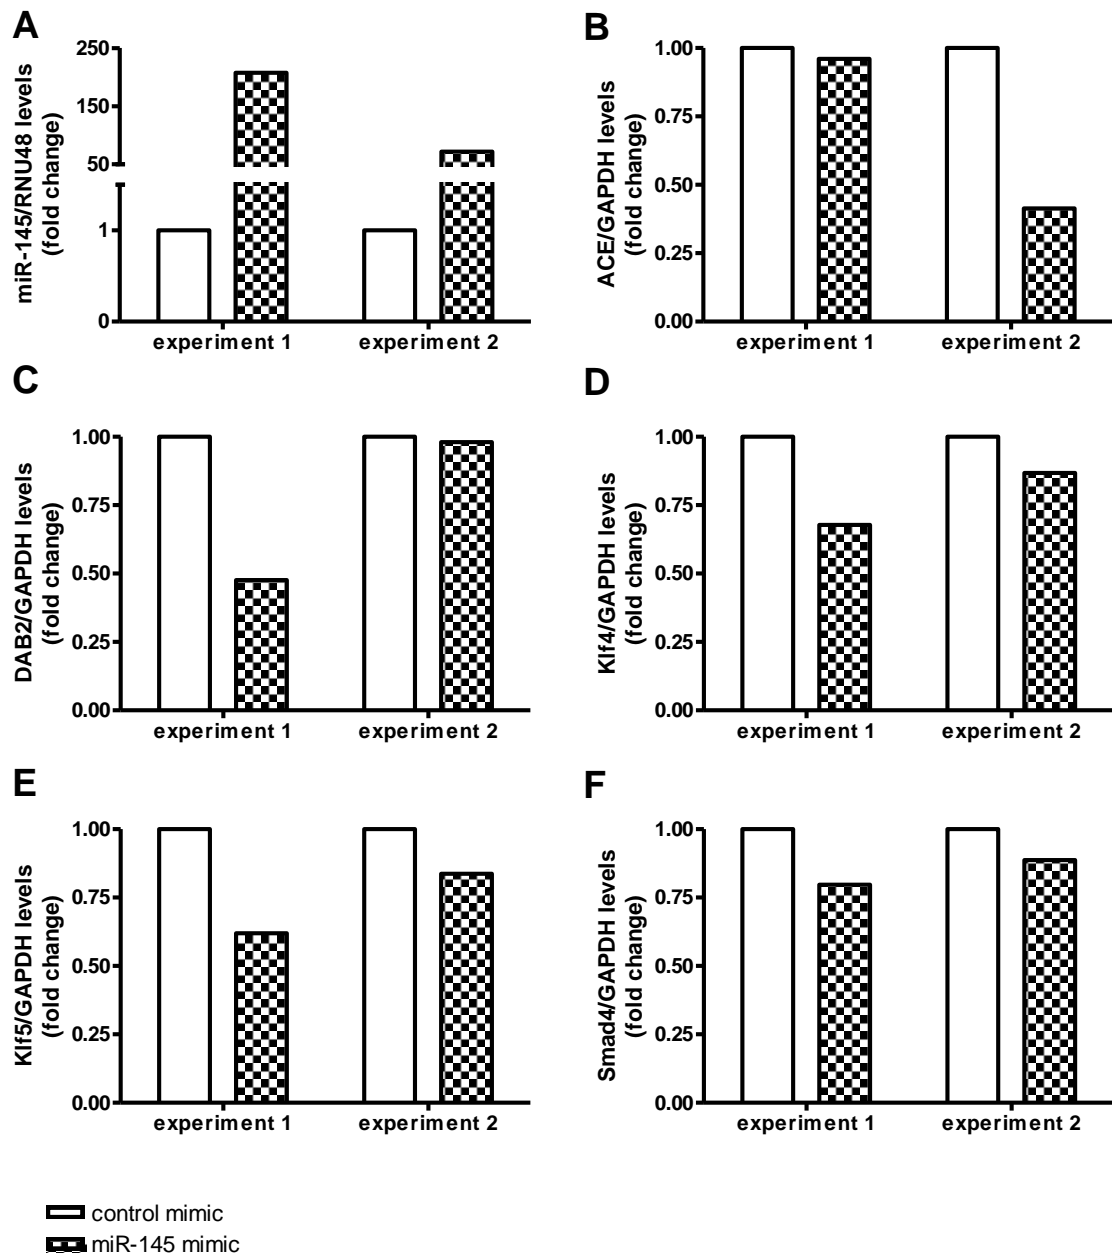 A
miR-145/RNU48 levels
(fold change)
250
150
50
1
0
experiment 1
experiment 2
B
ACE/GAPDH levels
(fold change)
1.00
0.75
0.50
0.25
0.00
experiment 1
experiment 2
C
DAB2/GAPDH levels
(fold change)
1.00
0.75
0.50
0.25
0.00
experiment 1
experiment 2
D
Klf4/GAPDH levels
(fold change)
1.00
0.75
0.50
0.25
0.00
experiment 1
experiment 2
E
Klf5/GAPDH levels
(fold change)
1.00
0.75
0.50
0.25
0.00
experiment 1
experiment 2
F
Smad4/GAPDH levels
(fold change)
1.00
0.75
0.50
0.25
0.00
experiment 1
experiment 2
control mimic
miR-145 mimic